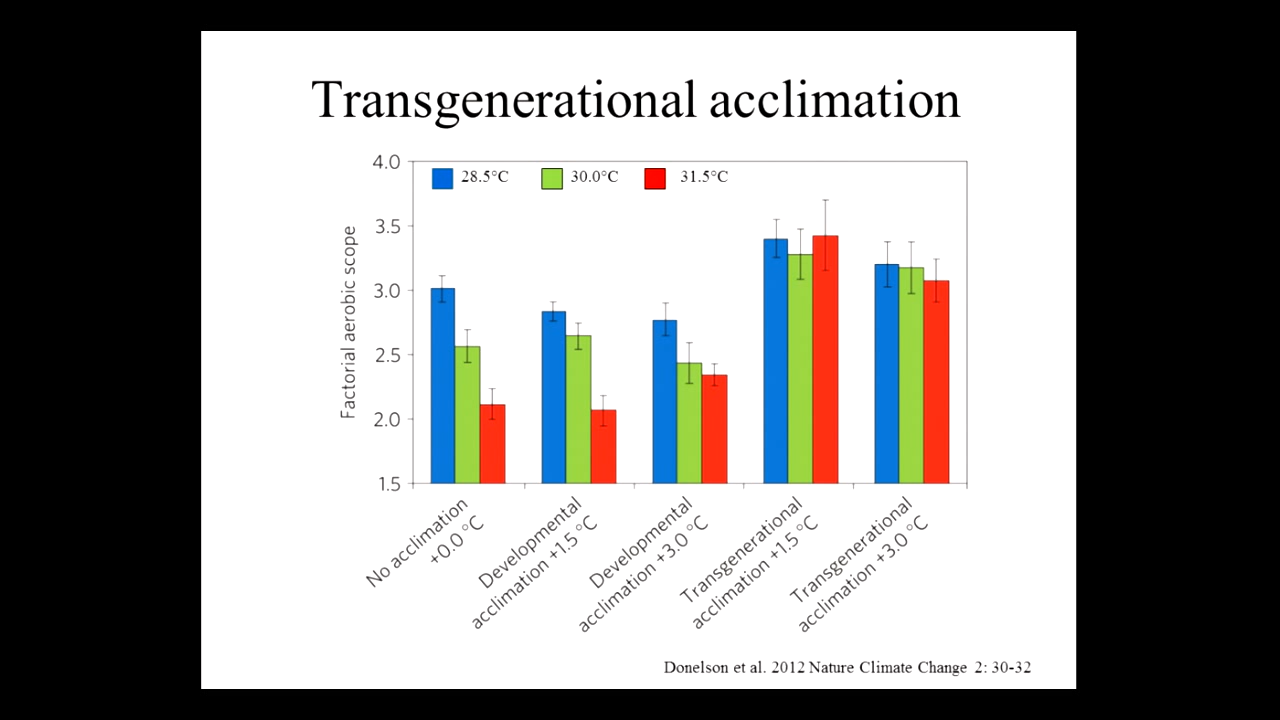 Transgenerational acclimation
28.5°C 30.0°C 31.5°C
Factorial aerobic scope
4.0
3.5
3.0
2.5
2.0
1.5
No acclimation
+0.0 °C
Developmental
acclimation +1.5 °C
Developmental
acclimation +3.0 °C
Transgenerational
acclimation +1.5 °C
Transgenerational
acclimation +3.0 °C
Donelson et al. 2012 Nature Climate Change 2: 30-32